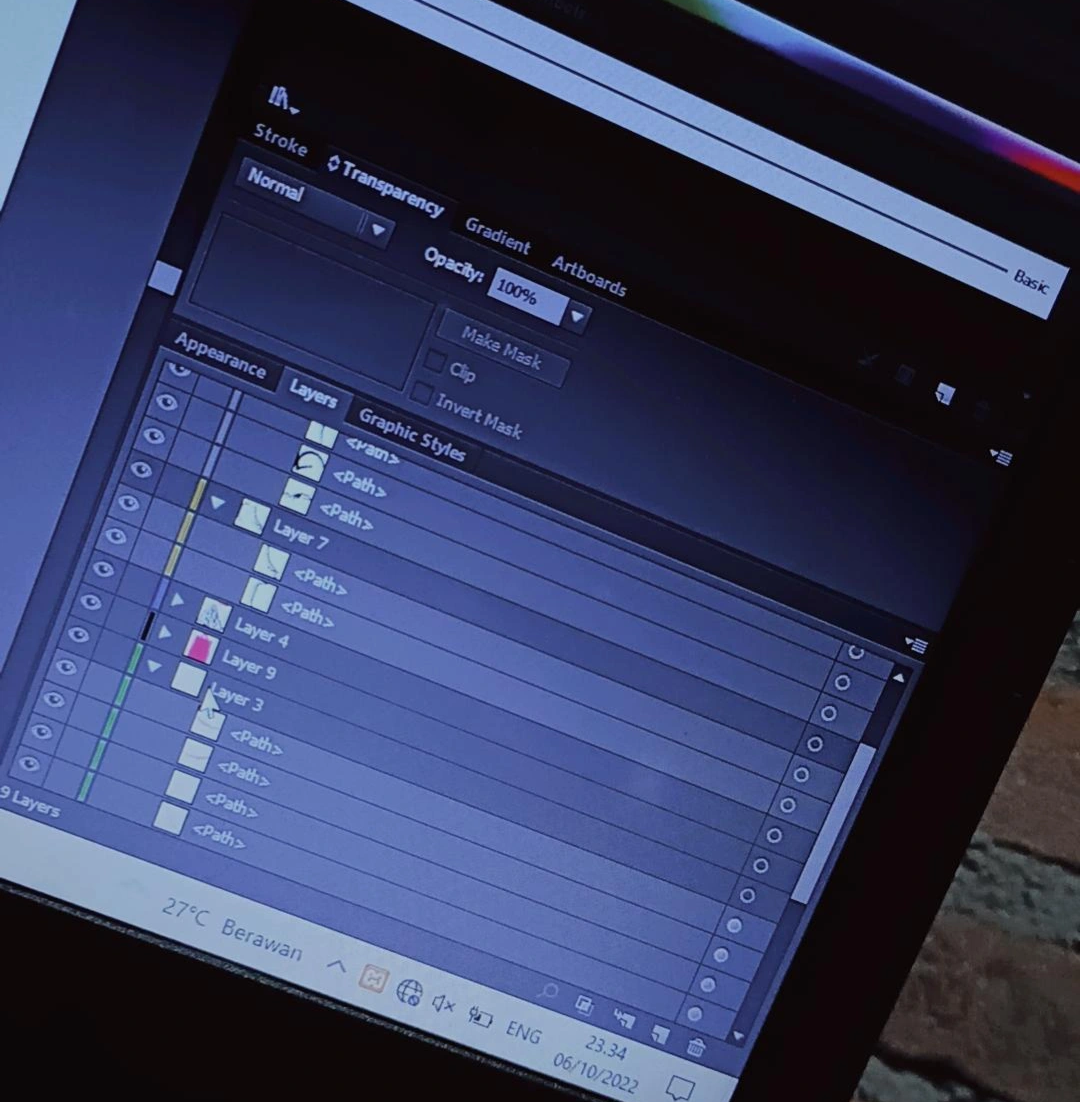 Basic
Stroke
Transparency
Gradient
Artboards
Normal
Opacity: 100%
Make Mask
Clip
Invert Mask
Appearance
Layers
Graphic Styles
<Path>
<Path>
<Path>
Layer 7
<Path>
<Path>
Layer 4
Layer 9
Layer 3
<Path>
<Path>
<Path>
<Path>
9 Layers
27°C Berawan
ENG
23.34
06/10/2022